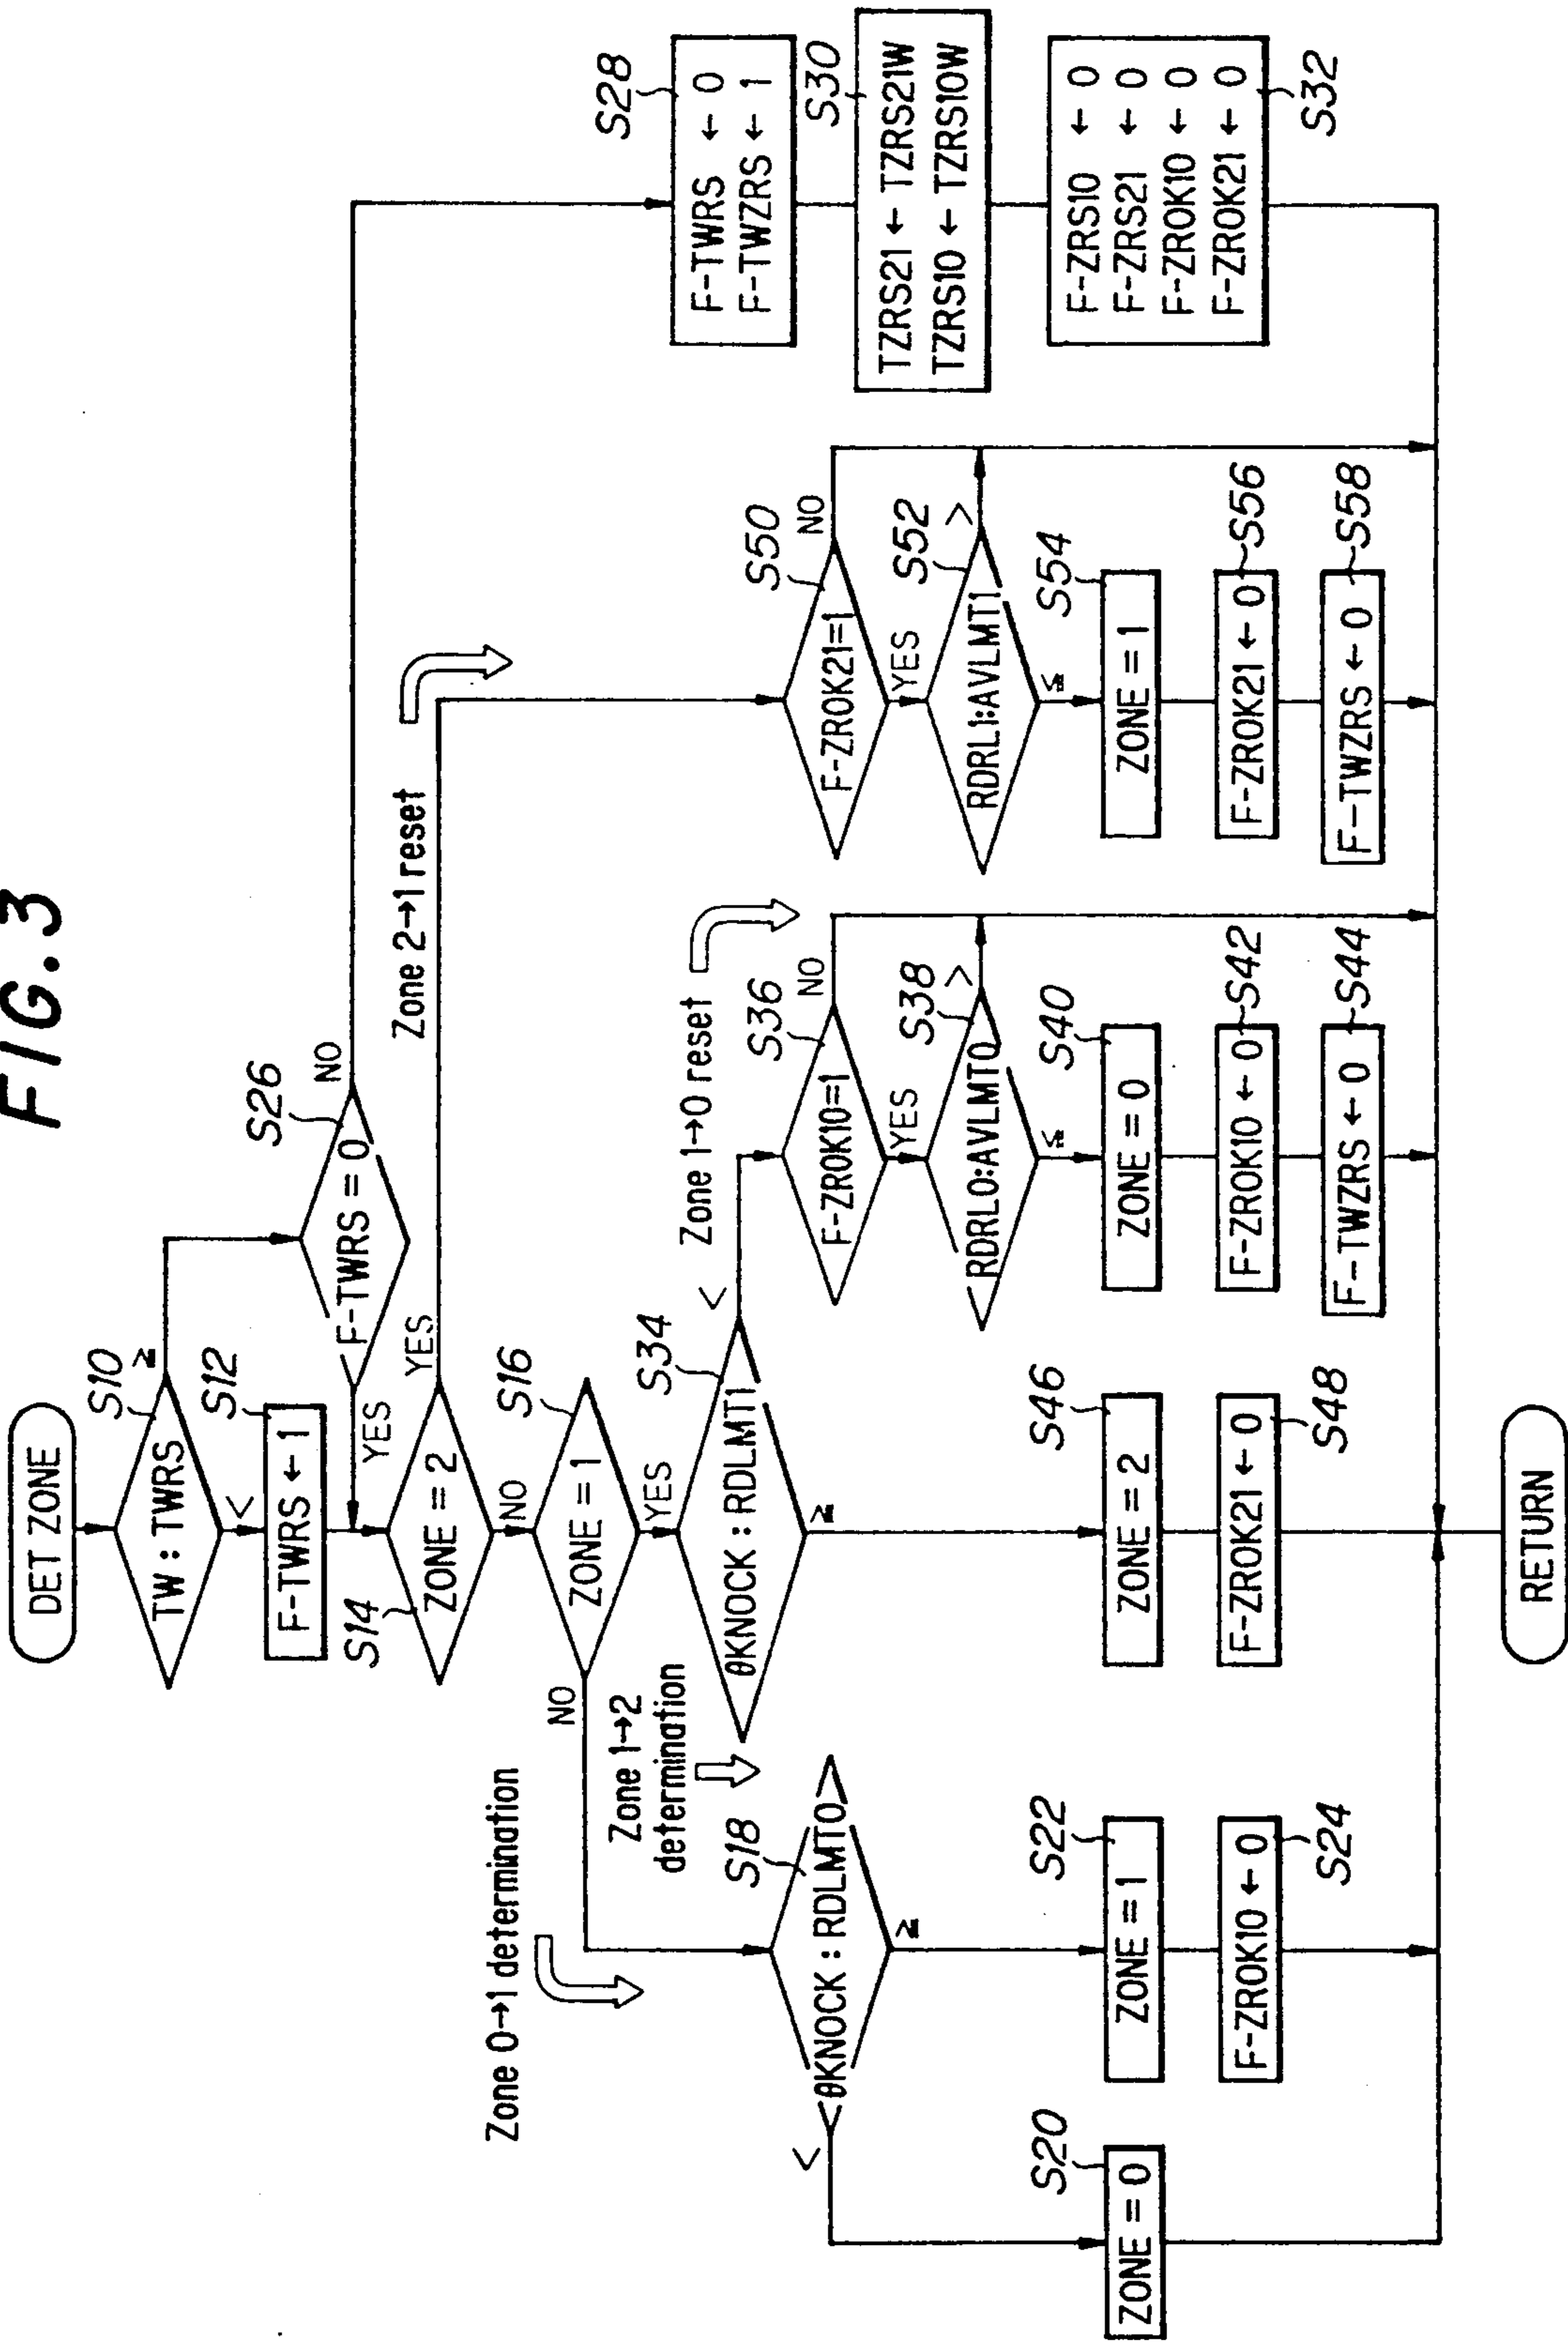 FIG. 3
DET ZONE
S10
TW : TWRS
≥
<
S12
F-TWRS ← 1
S26
F-TWRS = 0
NO
YES
S14
ZONE = 2
YES
NO
S16
ZONE = 1
NO
YES
Zone 0→1 determination
Zone 1→2
determination
Zone 1→0 reset
Zone 2→1 reset
S18
θKNOCK : RDLMT0
<
≥
S20
ZONE = 0
S22
ZONE = 1
S24
F-ZROK10 ← 0
S34
θKNOCK : RDLMT1
<
≥
S46
ZONE = 2
S48
F-ZROK21 ← 0
S36
F-ZROK10=1
NO
YES
S38
RDRL0:AVLMT0
>
≤
S40
ZONE = 0
S42
F-ZROK10 ← 0
S44
F-TWZRS ← 0
S50
F-ZROK21=1
NO
YES
S52
RDRL1:AVLMT1
>
≤
S54
ZONE = 1
S56
F-ZROK21 ← 0
S58
F-TWZRS ← 0
S28
F-TWRS ← 0
F-TWZRS ← 1
S30
TZRS21 ← TZRS21W
TZRS10 ← TZRS10W
S32
F-ZRS10 ← 0
F-ZRS21 ← 0
F-ZROK10 ← 0
F-ZROK21 ← 0
RETURN